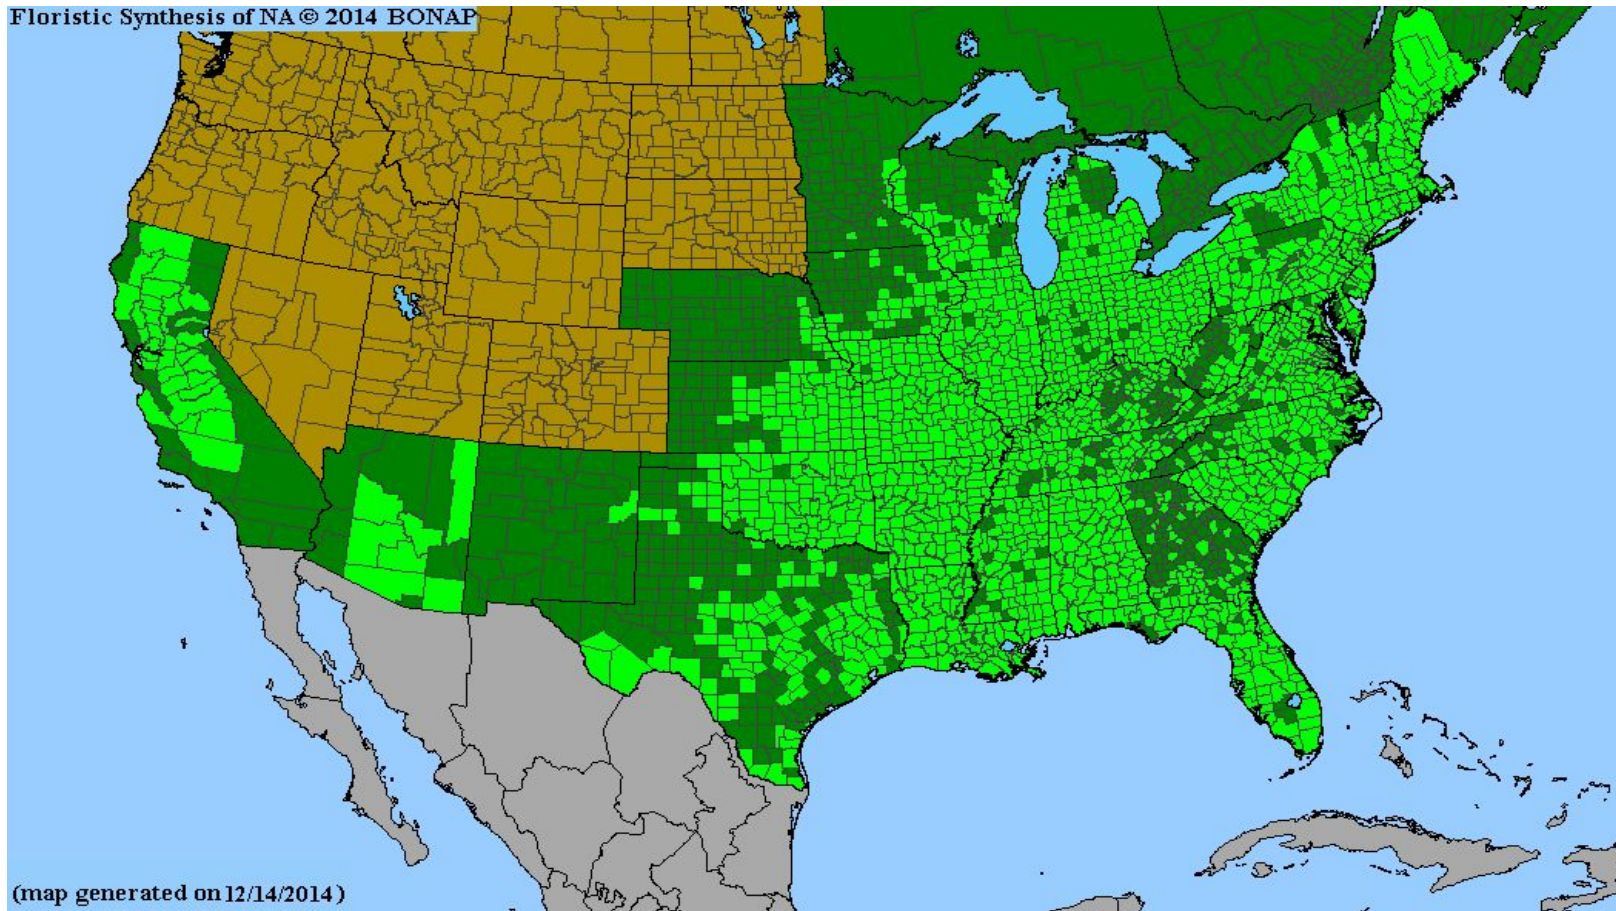 Floristic Synthesis of NA © 2014 BONAP
(map generated on 12/14/2014)